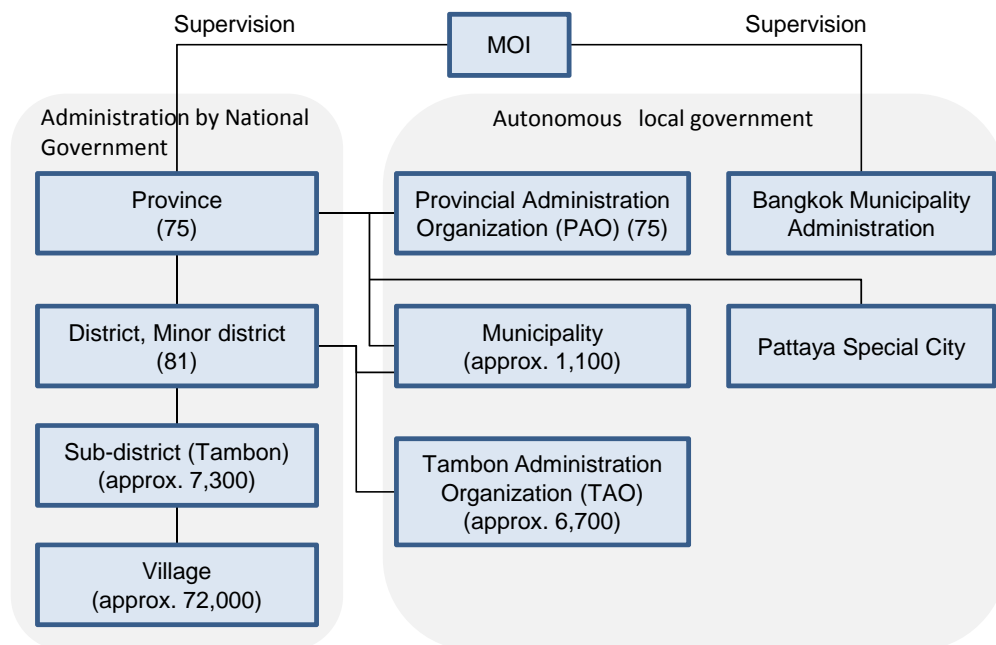 Supervision
MOI
Supervision
Administration by National
Government
Autonomous local government
Province
(75)
Provincial Administration
Organization (PAO) (75)
Bangkok Municipality
Administration
District, Minor district
(81)
Municipality
(approx. 1,100)
Pattaya Special City
Sub-district (Tambon)
(approx. 7,300)
Tambon Administration
Organization (TAO)
(approx. 6,700)
Village
(approx. 72,000)